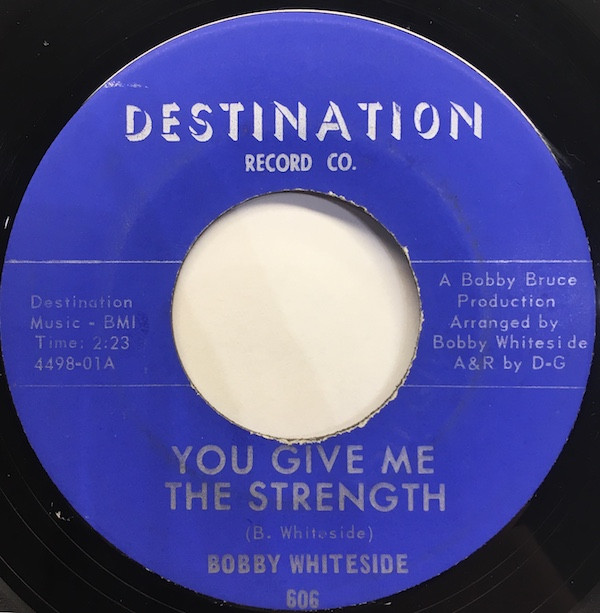 DESTINATION
RECORD CO.
Destination
Music - BMI
Time: 2:23
4498-01A
A Bobby Bruce
Production
Arranged by
Bobby Whiteside
A&R by D-G
YOU GIVE ME
THE STRENGTH
(B. Whiteside)
BOBBY WHITESIDE
606